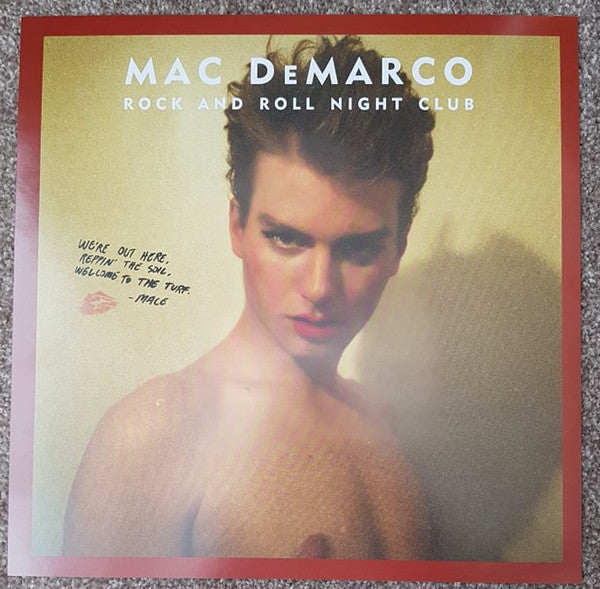 MAC DeMARCO
ROCK AND ROLL NIGHT CLUB
WE'RE OUT HERE,
REPPIN' THE SOIL,
WELCOME TO THE TURF.
-MACE